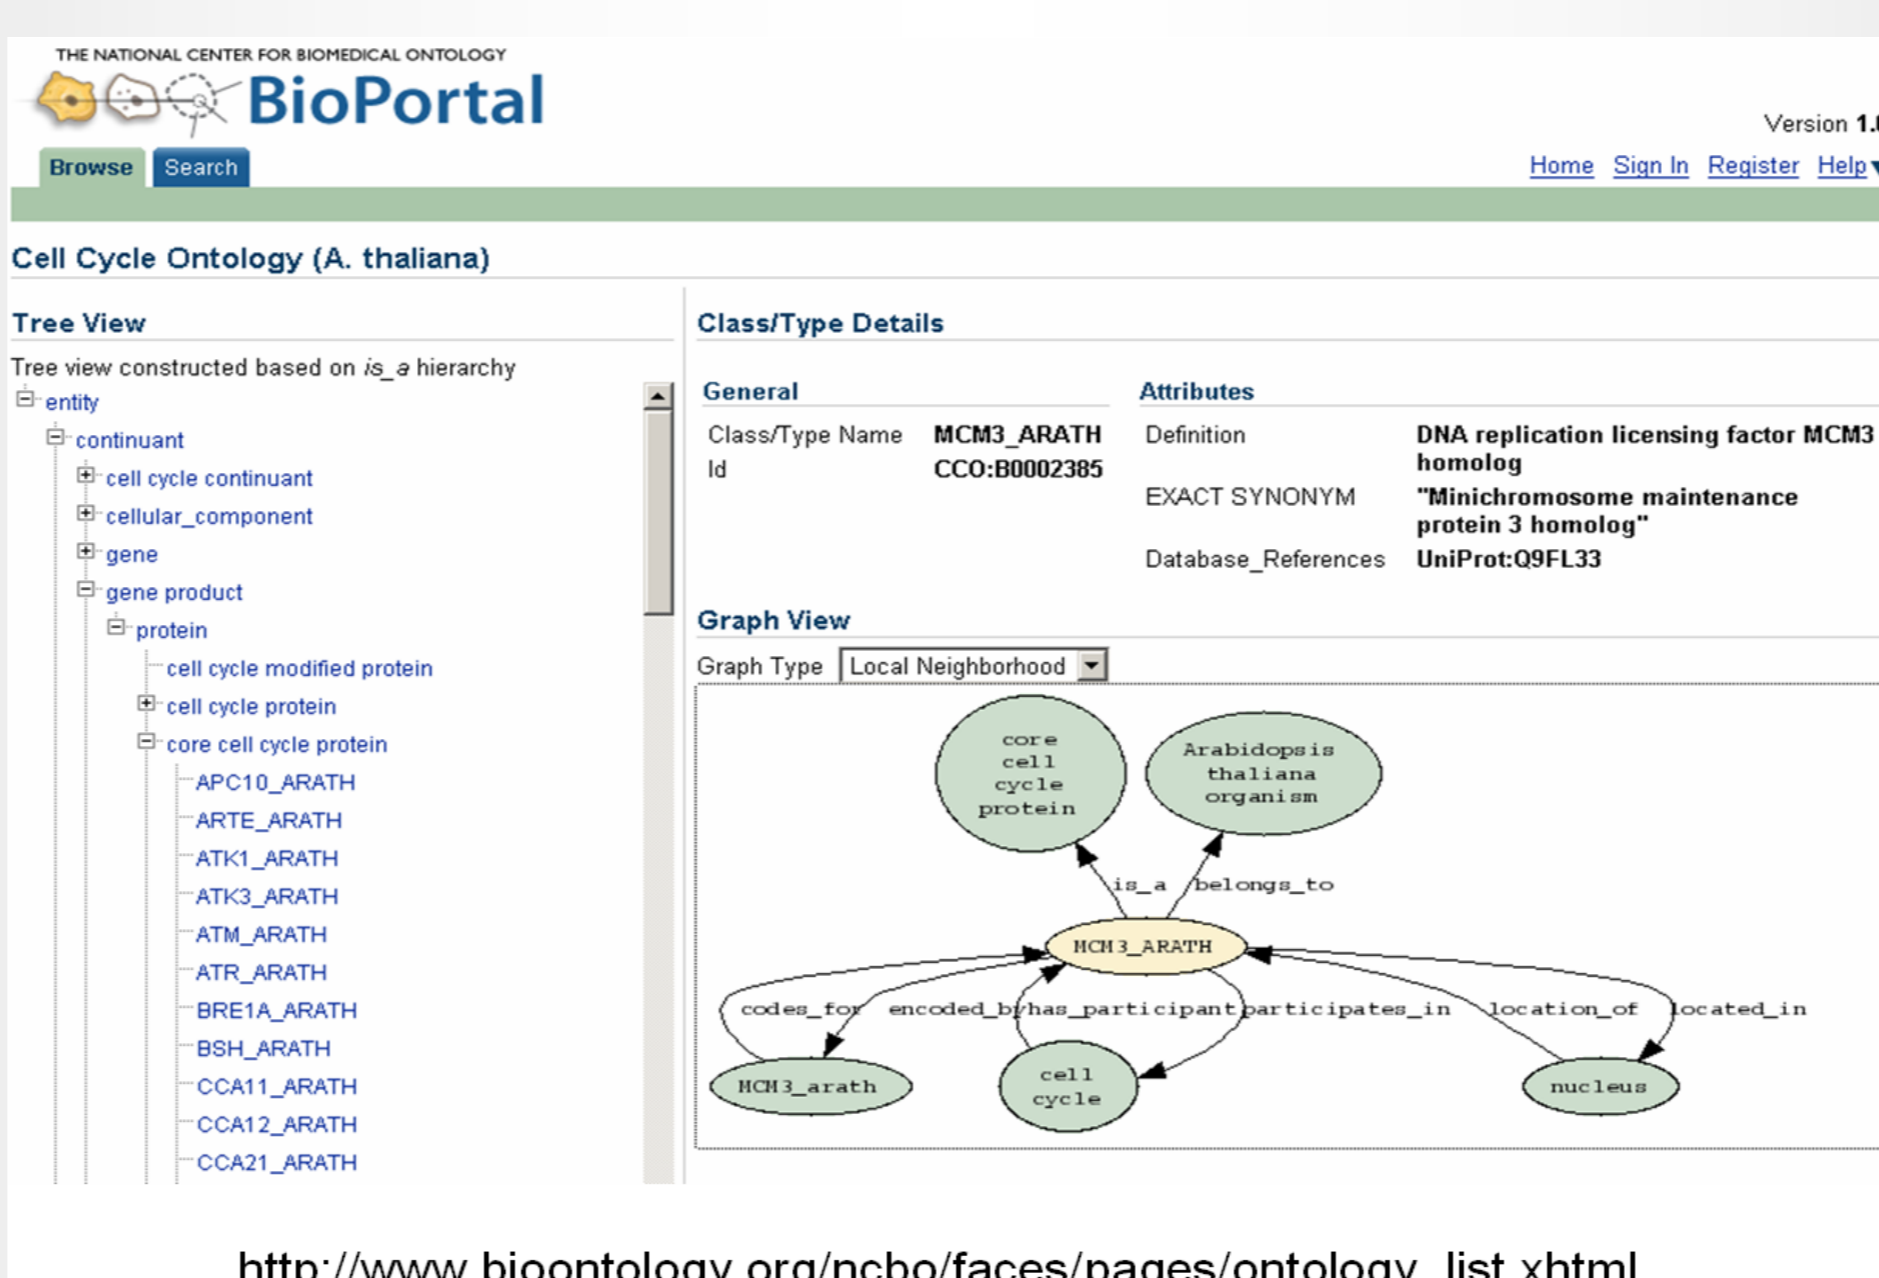 THE NATIONAL CENTER FOR BIOMEDICAL ONTOLOGY
BioPortal
Version 1.
Browse Search
Home Sign In Register Help
Cell Cycle Ontology (A. thaliana)
Tree View
Tree view constructed based on is_a hierarchy
entity
continuant
cell cycle continuant
cellular_component
gene
gene product
protein
cell cycle modified protein
cell cycle protein
core cell cycle protein
APC10_ARATH
ARTE_ARATH
ATK1_ARATH
ATK3_ARATH
ATM_ARATH
ATR_ARATH
BRE1A_ARATH
BSH_ARATH
CCA11_ARATH
CCA12_ARATH
CCA21_ARATH
Class/Type Details
General
Class/Type Name MCM3_ARATH
Id CCO:B0002385
Attributes
Definition DNA replication licensing factor MCM3
homolog
EXACT SYNONYM "Minichromosome maintenance
protein 3 homolog"
Database_References UniProt:Q9FL33
Graph View
Graph Type Local Neighborhood
core
cell
cycle
protein
Arabidopsis
thaliana
organism
is_a belongs_to
MCM3_ARATH
codes_for encoded_by has_participant participates_in location_of located_in
MCM3_arath
cell
cycle
nucleus
http://www.bioontology.org/ncbo/faces/pages/ontology_list.xhtml